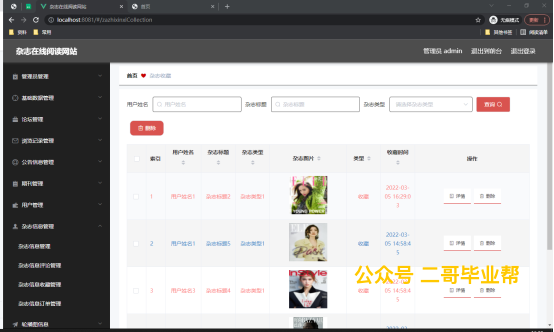 杂志在线阅读网站
首页
localhost:8081/#/zazhixinxiCollection
无痕模式
更新
资料
常用
其他书签
阅读清单
杂志在线阅读网站
管理员 admin
退出到前台
退出登录
管理员管理
基础数据管理
论坛管理
浏览记录管理
公告信息管理
期刊管理
用户管理
杂志信息管理
杂志信息管理
杂志信息评论管理
杂志信息收藏管理
杂志信息订单管理
轮播图信息
首页 杂志收藏
用户姓名 用户姓名 杂志标题 杂志标题 杂志类型 请选择杂志类型 查询
删除
索引 用户姓名 杂志标题 杂志类型 杂志图片 类型 收藏时间 操作
1 用户姓名1 杂志标题2 杂志类型1 收藏 2022-03-05 16:29:03 详情 删除
YOUNG POWER
2 用户姓名1 杂志标题5 杂志类型1 收藏 2022-03-05 14:58:45 详情 删除
3 用户姓名3 杂志标题4 杂志类型1 收藏
InStyle
公众号 二哥毕业帮
2022-03-05 14:58:4